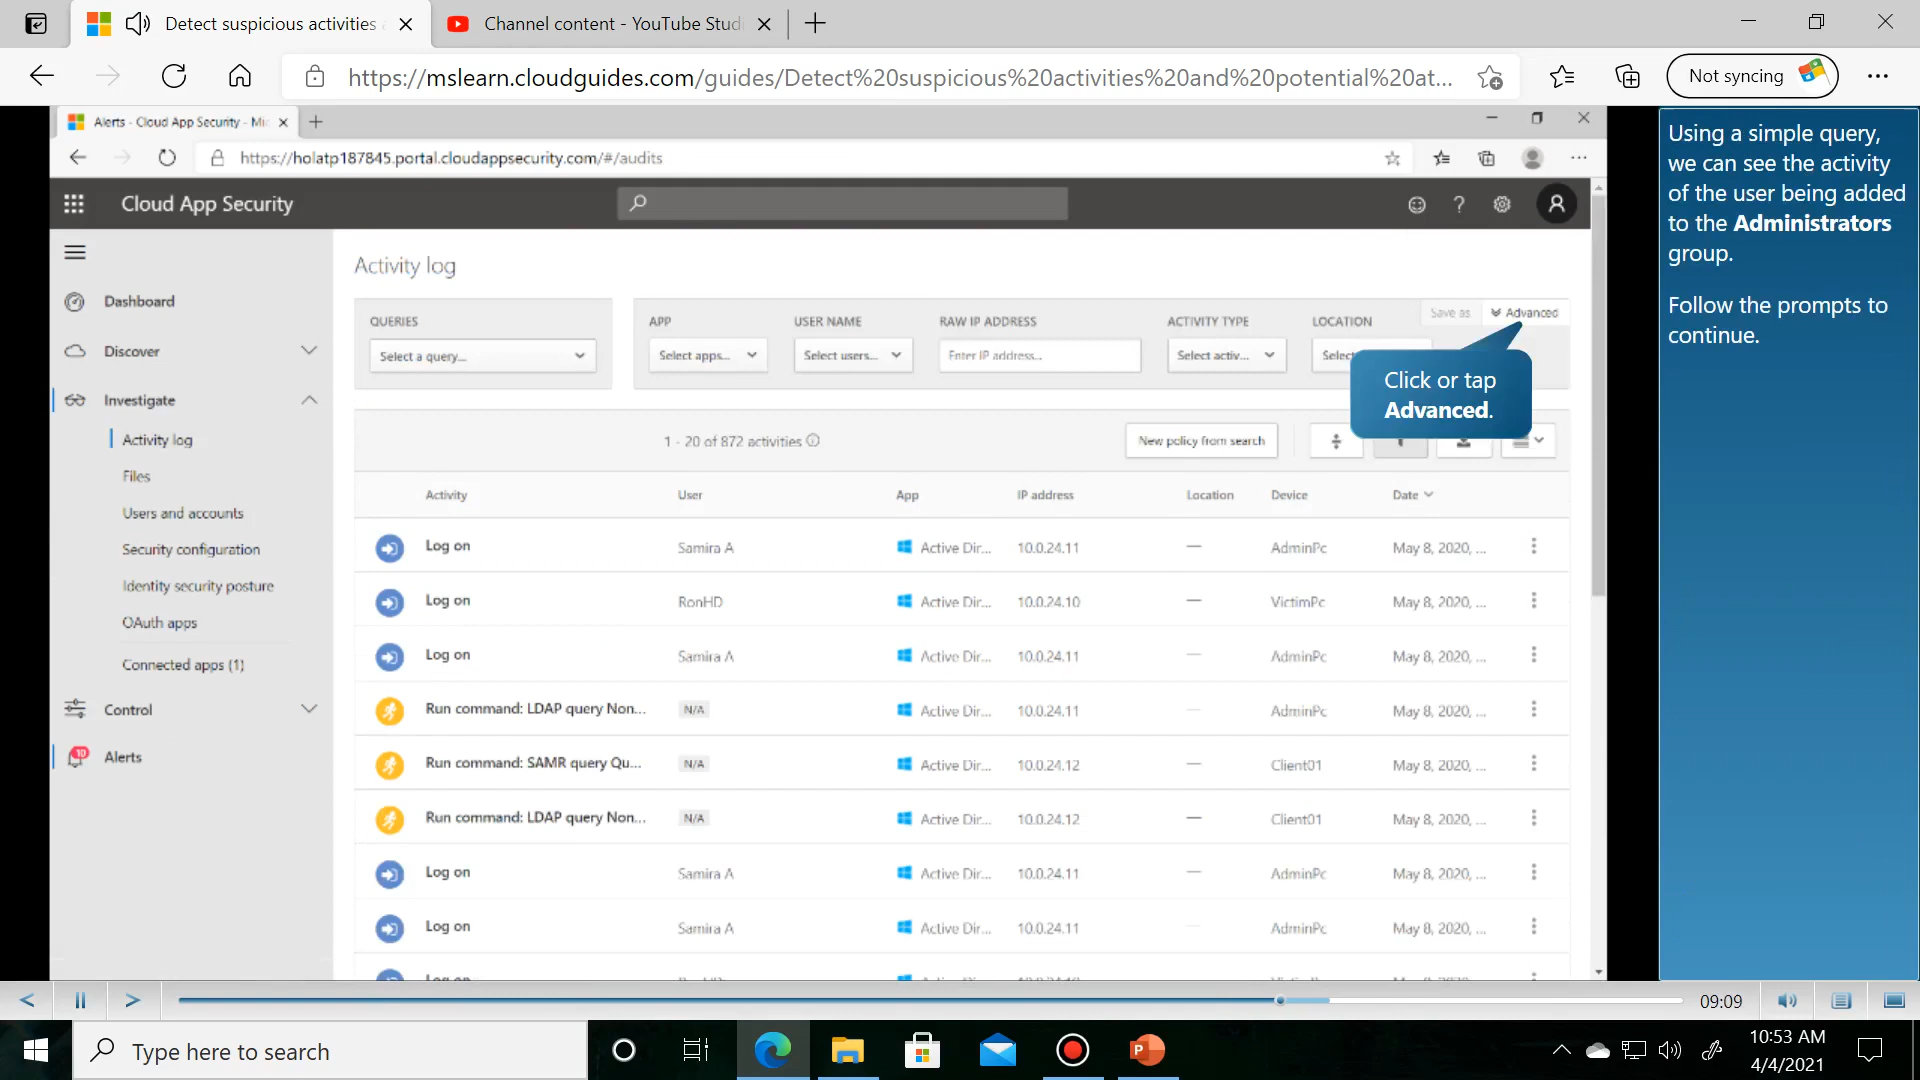 Detect suspicious activities
Channel content - YouTube Stud
https://mslearn.cloudguides.com/guides/Detect%20suspicious%20activities%20and%20potential%20at...
Not syncing
Alerts - Cloud App Security - Mi
https://holatp187845.portal.cloudappsecurity.com/#/audits
Cloud App Security
Dashboard
Discover
Investigate
Activity log
Files
Users and accounts
Security configuration
Identity security posture
OAuth apps
Connected apps (1)
Control
10
Alerts
Activity log
QUERIES
Select a query...
APP USER NAME RAW IP ADDRESS ACTIVITY TYPE LOCATION
Save as Advanced
Select apps... Select users... Enter IP address... Select activ... Select
Click or tap
Advanced.
1 - 20 of 872 activities
New policy from search
Activity User App IP address Location Device Date
Log on Samira A Active Dir... 10.0.24.11 — AdminPc May 8, 2020, ...
Log on RonHD Active Dir... 10.0.24.10 — VictimPc May 8, 2020, ...
Log on Samira A Active Dir... 10.0.24.11 — AdminPc May 8, 2020, ...
Run command: LDAP query Non... N/A Active Dir... 10.0.24.11 — AdminPc May 8, 2020, ...
Run command: SAMR query Qu... N/A Active Dir... 10.0.24.12 — Client01 May 8, 2020, ...
Run command: LDAP query Non... N/A Active Dir... 10.0.24.12 — Client01 May 8, 2020, ...
Log on Samira A Active Dir... 10.0.24.11 — AdminPc May 8, 2020, ...
Log on Samira A Active Dir... 10.0.24.11 — AdminPc May 8, 2020, ...
Using a simple query,
we can see the activity
of the user being added
to the Administrators
group.
Follow the prompts to
continue.
09:09
Type here to search
10:53 AM
4/4/2021